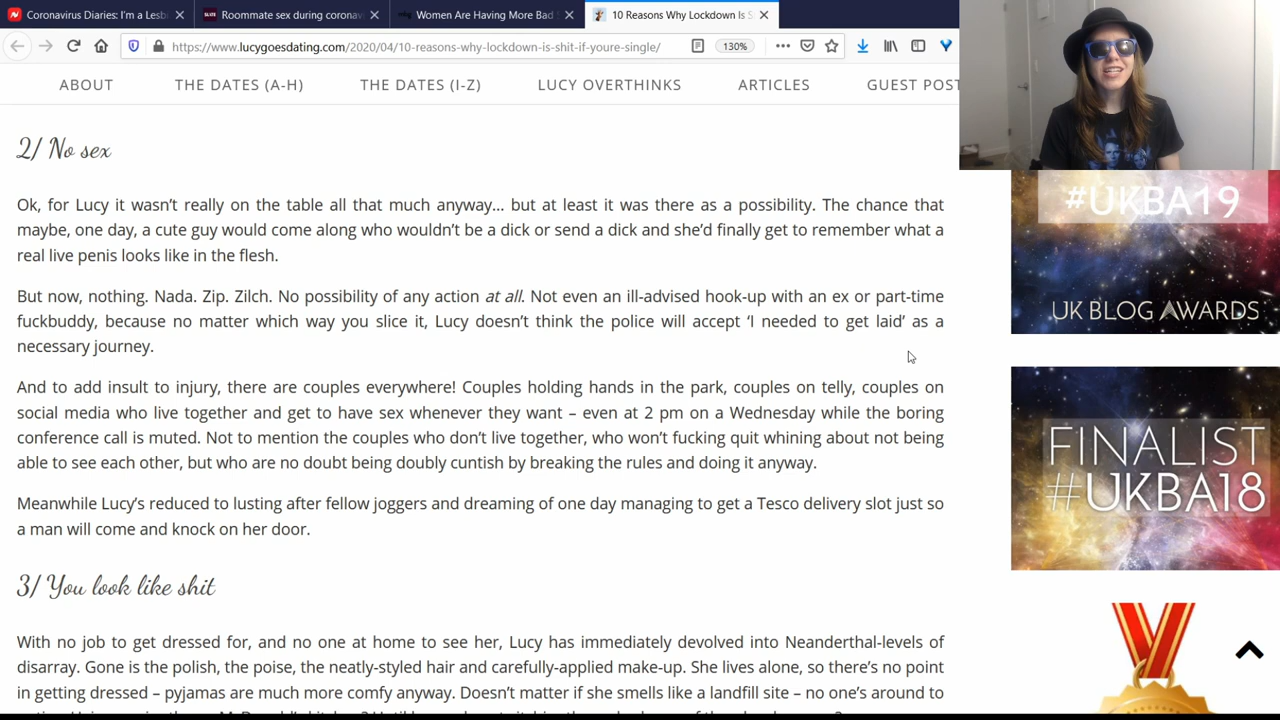 Coronavirus Diaries: I'm a Lesbi
SLATE
Roommate sex during coronav
Women Are Having More Bad S
10 Reasons Why Lockdown Is S
https://www.lucygoesdating.com/2020/04/10-reasons-why-lockdown-is-shit-if-youre-single/
130%
ABOUT THE DATES (A-H) THE DATES (I-Z) LUCY OVERTHINKS ARTICLES GUEST POST
2/ No sex
Ok, for Lucy it wasn't really on the table all that much anyway… but at least it was there as a possibility. The chance that
maybe, one day, a cute guy would come along who wouldn't be a dick or send a dick and she'd finally get to remember what a
real live penis looks like in the flesh.
But now, nothing. Nada. Zip. Zilch. No possibility of any action at all. Not even an ill-advised hook-up with an ex or part-time
fuckbuddy, because no matter which way you slice it, Lucy doesn't think the police will accept 'I needed to get laid' as a
necessary journey.
And to add insult to injury, there are couples everywhere! Couples holding hands in the park, couples on telly, couples on
social media who live together and get to have sex whenever they want – even at 2 pm on a Wednesday while the boring
conference call is muted. Not to mention the couples who don't live together, who won't fucking quit whining about not being
able to see each other, but who are no doubt being doubly cuntish by breaking the rules and doing it anyway.
Meanwhile Lucy's reduced to lusting after fellow joggers and dreaming of one day managing to get a Tesco delivery slot just so
a man will come and knock on her door.
3/ You look like shit
With no job to get dressed for, and no one at home to see her, Lucy has immediately devolved into Neanderthal-levels of
disarray. Gone is the polish, the poise, the neatly-styled hair and carefully-applied make-up. She lives alone, so there's no point
in getting dressed – pyjamas are much more comfy anyway. Doesn't matter if she smells like a landfill site – no one's around to
#UKBA19
UK BLOG AWARDS
FINALIST
#UKBA18